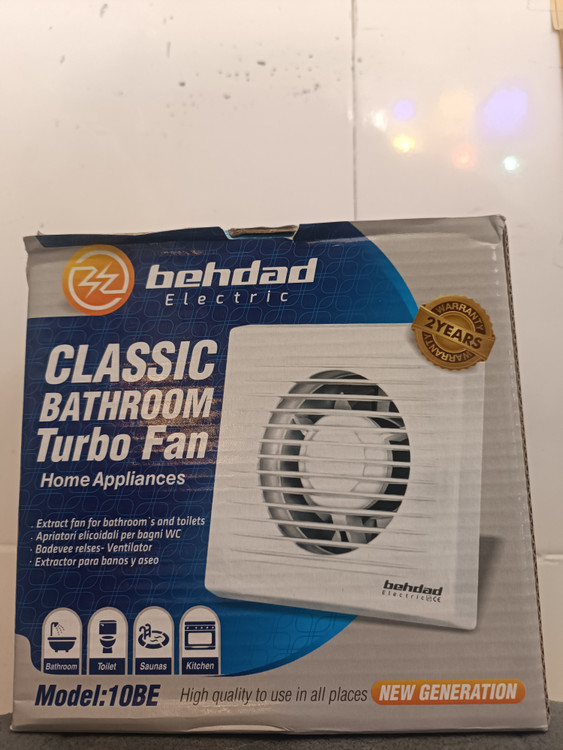 behdad
Electric
WARRANTY
2YEARS
WARRANTY
CLASSIC
BATHROOM
Turbo Fan
Home Appliances
. Extract fan for bathroom`s and toilets
. Apriatori elicoidali per bagni WC
· Badevee relses- Ventilator
· Extractor para banos y aseo
behdad
Electric CE
Bathroom
Toilet
Saunas
Kitchen
Model:10BE
High quality to use in all places
NEW GENERATION